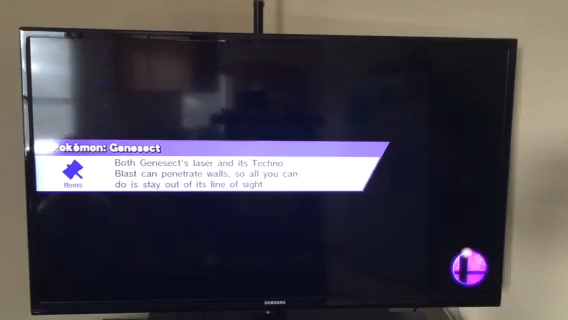 Pokémon: Genesect
Both Genesect's laser and its Techno
Blast can penetrate walls, so all you can
do is stay out of its line of sight.
Items
SAMSUNG